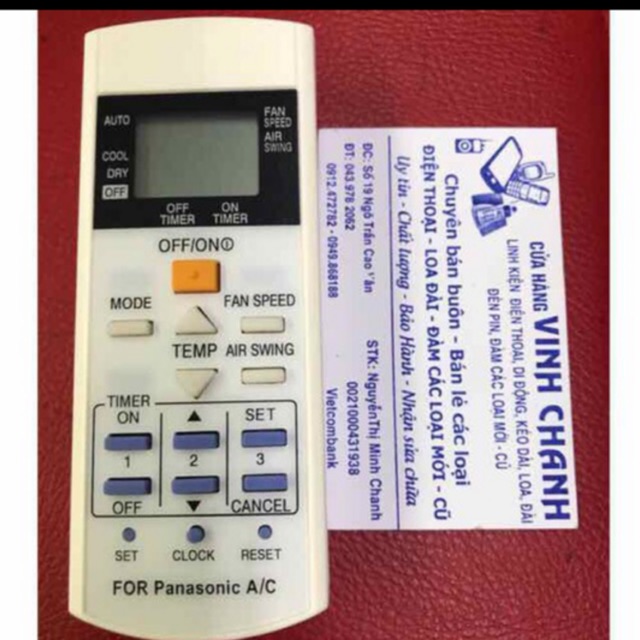 AUTO
FAN
SPEED
AIR
SWING
COOL
DRY
OFF
OFF
TIMER
ON
TIMER
OFF/ON
MODE
FAN SPEED
TEMP
AIR SWING
TIMER
ON
SET
1
2
3
OFF
CANCEL
SET
CLOCK
RESET
FOR Panasonic A/C
CỬA HÀNG VINH CHANH
LINH KIỆN ĐIỆN THOẠI, DI ĐỘNG, KÉO DÀI, LOA, ĐÀI
ĐÈN PIN, ĐÀM CÁC LOẠI MỚI - CŨ
Chuyên bán buôn - Bán lẻ các loại
ĐIỆN THOẠI - LOA ĐÀI - ĐÀM CÁC LOẠI MỚI - CŨ
Uy tín - Chất lượng - Bảo Hành - Nhận sửa chữa
ĐC: Số 19 Ngõ Trần Cao Vân
ĐT: 043.978 2062
0912.472782 - 0949.868188
STK: Nguyễn Thị Minh Chanh
0021000431938
Vietcombank